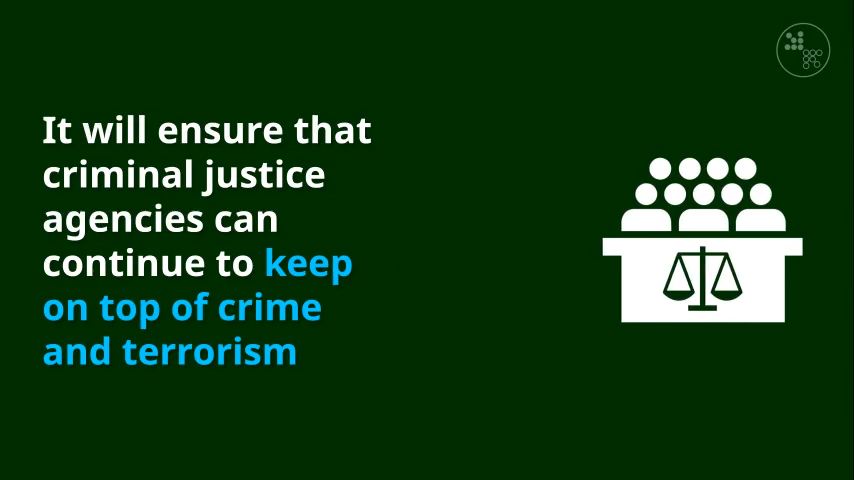 It will ensure that
criminal justice
agencies can
continue to keep
on top of crime
and terrorism